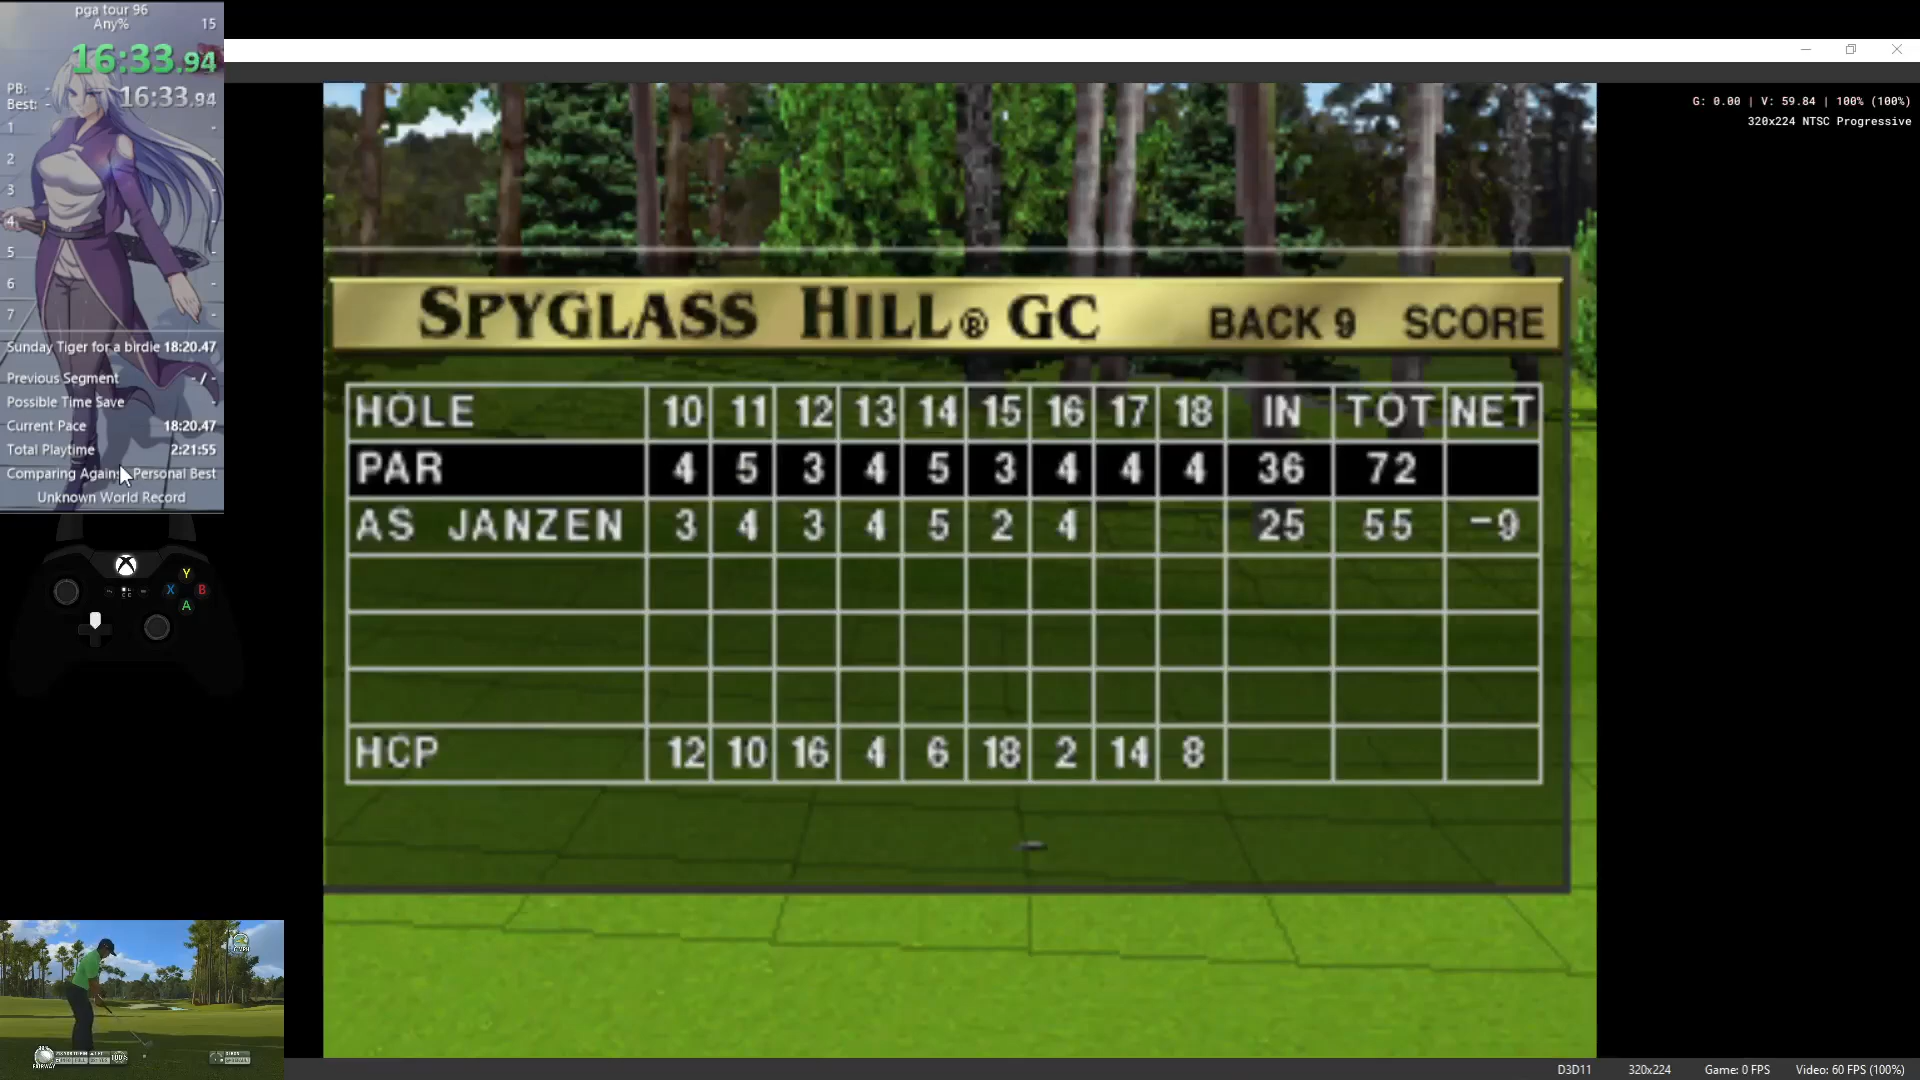 pga tour 96
Any% 15
16:33.94
PB: -
Best: - 16:33.94
1 -
2 -
3 -
4 -
5 -
6 -
7 -
Sunday Tiger for a birdie 18:20.47
Previous Segment - / -
Possible Time Save -
Current Pace 18:20.47
Total Playtime 2:21:55
Comparing Against Personal Best
Unknown World Record
Y
X B
A
G: 0.00 | V: 59.84 | 100% (100%)
320x224 NTSC Progressive
SPYGLASS HILL® GC BACK 9 SCORE
HOLE 10 11 12 13 14 15 16 17 18 IN TOT NET
PAR 4 5 3 4 5 3 4 4 4 36 72
AS JANZEN 3 4 3 4 5 2 4 25 55 -9
HCP 12 10 16 4 6 18 2 14 8
FAIRWAY
100%
D3D11 320x224 Game: 0 FPS Video: 60 FPS (100%)